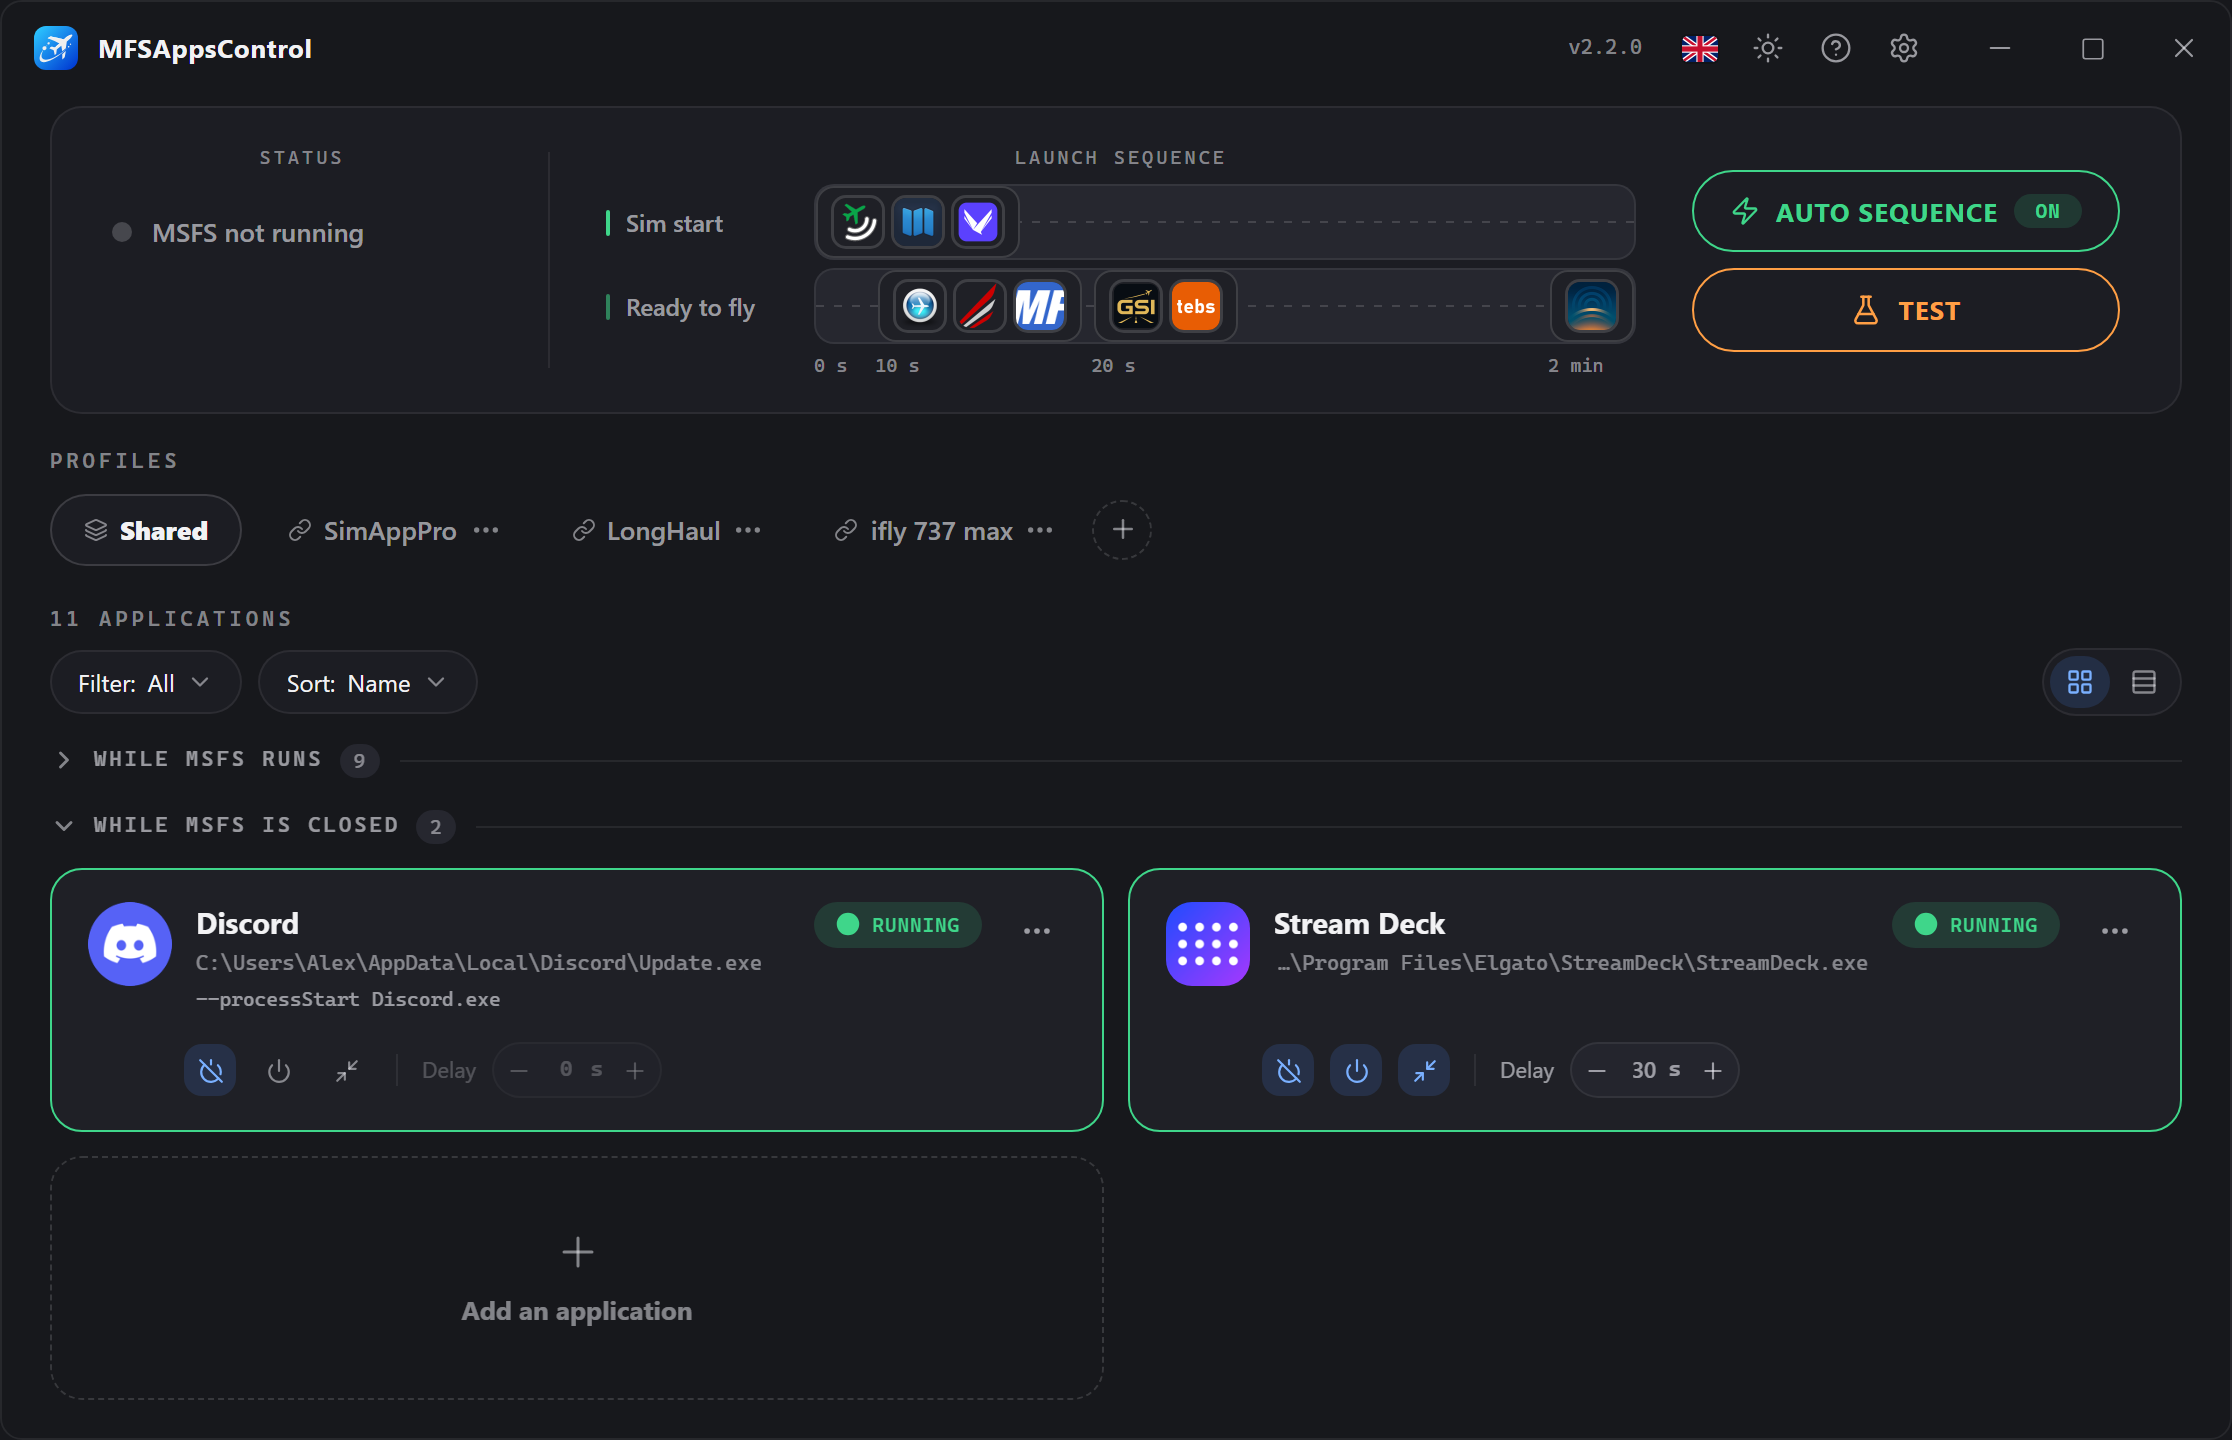 MFSAppsControl
v2.2.0
STATUS
MSFS not running
LAUNCH SEQUENCE
Sim start
Ready to fly
MF
GSI
tebs
0 s
10 s
20 s
2 min
AUTO SEQUENCE
ON
TEST
PROFILES
Shared
SimAppPro
LongHaul
ifly 737 max
11 APPLICATIONS
Filter: All
Sort: Name
WHILE MSFS RUNS
9
WHILE MSFS IS CLOSED
2
Discord
RUNNING
C:\Users\Alex\AppData\Local\Discord\Update.exe
--processStart Discord.exe
Delay
0 s
Stream Deck
RUNNING
…\Program Files\Elgato\StreamDeck\StreamDeck.exe
Delay
30 s
Add an application